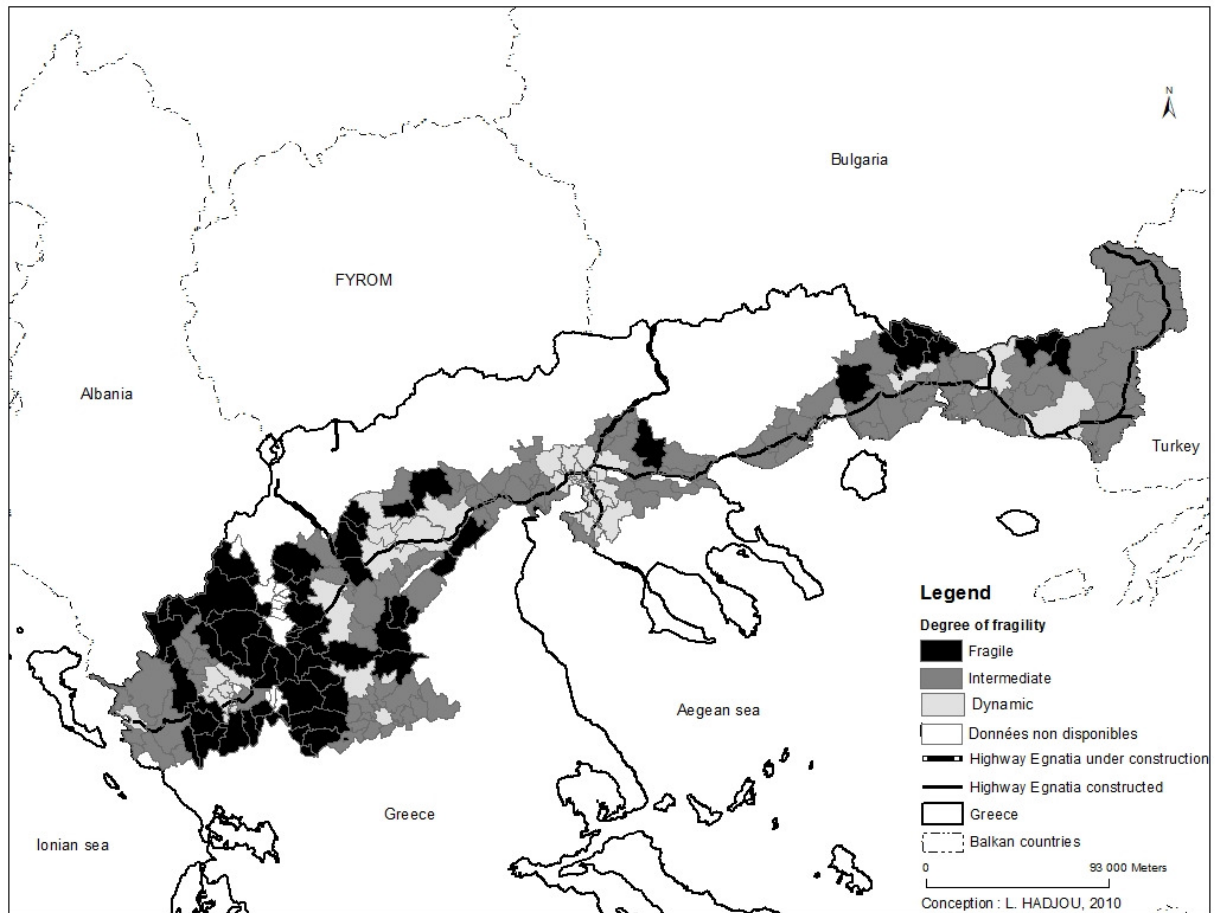 N
Bulgaria
FYROM
Albania
Turkey
Legend
Degree of fragility
Fragile
Intermediate
Dynamic
Données non disponibles
Highway Egnatia under construction
Highway Egnatia constructed
Greece
Balkan countries
0 93 000 Meters
Conception : L. HADJOU, 2010
Aegean sea
Greece
Ionian sea